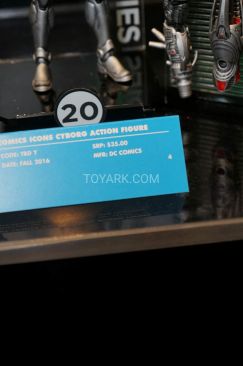 20
COMICS ICONS CYBORG ACTION FIGURE
CODE: TBD T
SRP: $35.00
DATE: FALL 2016
MFR: DC COMICS
4
TOYARK.COM